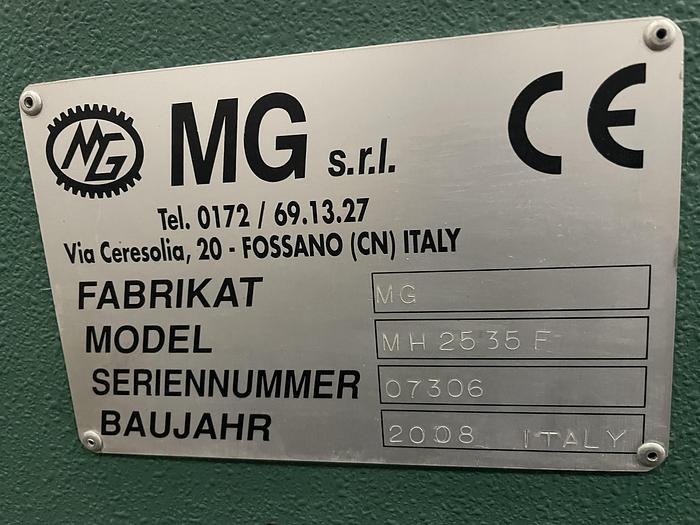 MG MG s.r.l. CE
Tel. 0172 / 69.13.27
Via Ceresolia, 20 - FOSSANO (CN) ITALY
FABRIKAT MG
MODEL MH 2535 F
SERIENNUMMER 07306
BAUJAHR 2008 ITALY